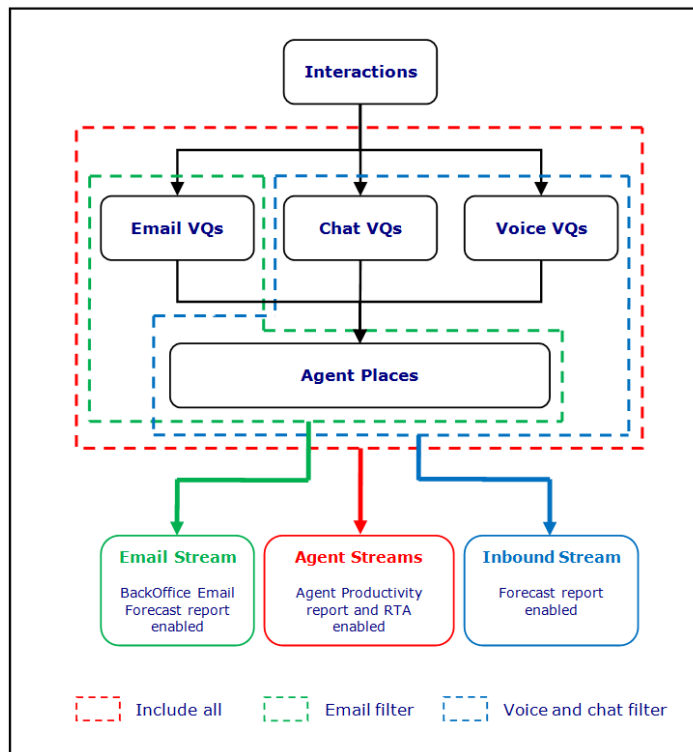 Interactions
Email VQs
Chat VQs
Voice VQs
Agent Places
Email Stream
BackOffice Email
Forecast report
enabled
Agent Streams
Agent Productivity
report and RTA
enabled
Inbound Stream
Forecast report
enabled
Include all
Email filter
Voice and chat filter